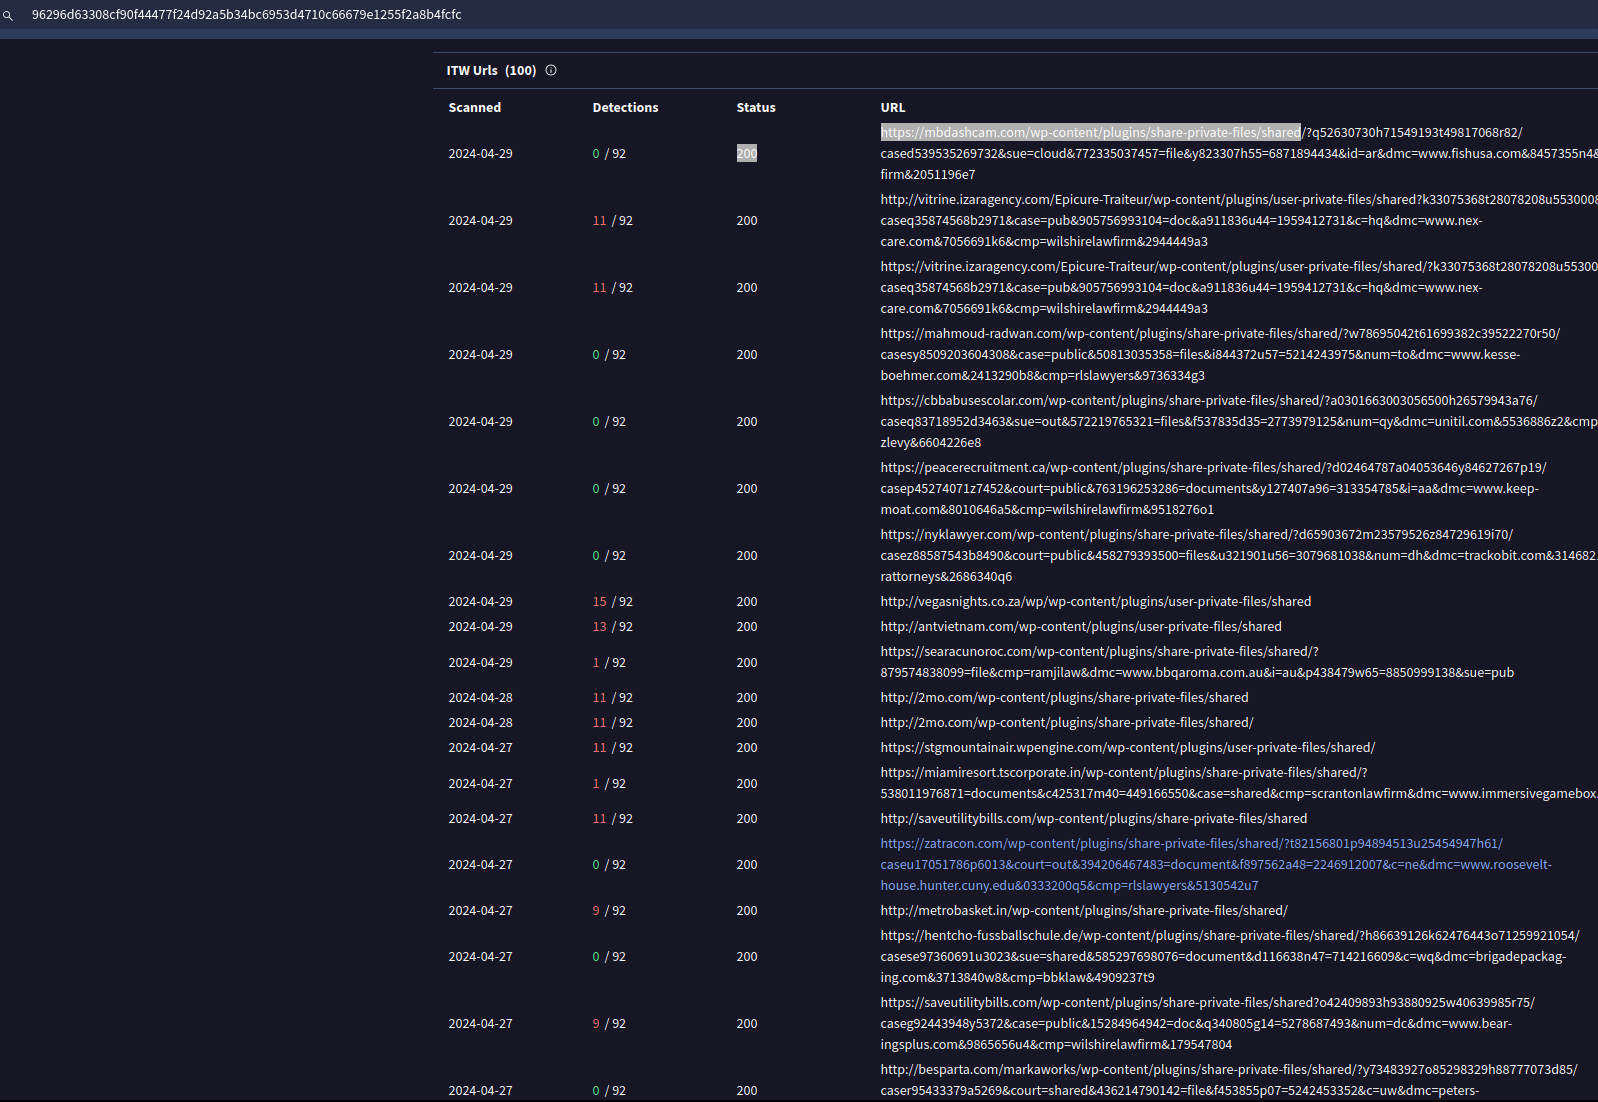 96296d63308cf90f44477f24d92a5b34bc6953d4710c66679e1255f2a8b4fcfc
ITW Urls (100)
Scanned Detections Status URL
https://mbdashcam.com/wp-content/plugins/share-private-files/shared/?q52630730h71549193t49817068r82/
2024-04-29 0 / 92 200 cased539535269732&sue=cloud&772335037457=file&y823307h55=6871894434&id=ar&dmc=www.fishusa.com&8457355n4&
firm&2051196e7
http://vitrine.izaragency.com/Epicure-Traiteur/wp-content/plugins/user-private-files/shared?k33075368t28078208u5530008
2024-04-29 11 / 92 200 caseq35874568b2971&case=pub&905756993104=doc&a911836u44=1959412731&c=hq&dmc=www.nex-
care.com&7056691k6&cmp=wilshirelawfirm&2944449a3
https://vitrine.izaragency.com/Epicure-Traiteur/wp-content/plugins/user-private-files/shared/?k33075368t28078208u55300
2024-04-29 11 / 92 200 caseq35874568b2971&case=pub&905756993104=doc&a911836u44=1959412731&c=hq&dmc=www.nex-
care.com&7056691k6&cmp=wilshirelawfirm&2944449a3
https://mahmoud-radwan.com/wp-content/plugins/share-private-files/shared/?w78695042t61699382c39522270r50/
2024-04-29 0 / 92 200 casesy8509203604308&case=public&50813035358=files&i844372u57=5214243975&num=to&dmc=www.kesse-
boehmer.com&2413290b8&cmp=rlslawyers&9736334g3
https://cbbabusescolar.com/wp-content/plugins/share-private-files/shared/?a0301663003056500h26579943a76/
2024-04-29 0 / 92 200 caseq83718952d3463&sue=out&572219765321=files&f537835d35=2773979125&num=qy&dmc=unitil.com&5536886z2&cmp
zlevy&6604226e8
https://peacerecruitment.ca/wp-content/plugins/share-private-files/shared/?d02464787a04053646y84627267p19/
2024-04-29 0 / 92 200 casep45274071z7452&court=public&763196253286=documents&y127407a96=313354785&i=aa&dmc=www.keep-
moat.com&8010646a5&cmp=wilshirelawfirm&9518276o1
https://nyklawyer.com/wp-content/plugins/share-private-files/shared/?d65903672m23579526z84729619i70/
2024-04-29 0 / 92 200 casez88587543b8490&court=public&458279393500=files&u321901u56=3079681038&num=dh&dmc=trackobit.com&314682
rattorneys&2686340q6
2024-04-29 15 / 92 200 http://vegasnights.co.za/wp/wp-content/plugins/user-private-files/shared
2024-04-29 13 / 92 200 http://antvietnam.com/wp-content/plugins/user-private-files/shared
https://searacunoroc.com/wp-content/plugins/share-private-files/shared/?
2024-04-29 1 / 92 200 879574838099=file&cmp=ramjilaw&dmc=www.bbqaroma.com.au&i=au&p438479w65=8850999138&sue=pub
2024-04-28 11 / 92 200 http://2mo.com/wp-content/plugins/share-private-files/shared
2024-04-28 11 / 92 200 http://2mo.com/wp-content/plugins/share-private-files/shared/
2024-04-27 11 / 92 200 https://stgmountainair.wpengine.com/wp-content/plugins/user-private-files/shared/
https://miamiresort.tscorporate.in/wp-content/plugins/share-private-files/shared/?
2024-04-27 1 / 92 200 538011976871=documents&c425317m40=449166550&case=shared&cmp=scrantonlawfirm&dmc=www.immersivegamebox.
2024-04-27 11 / 92 200 http://saveutilitybills.com/wp-content/plugins/share-private-files/shared
https://zatracon.com/wp-content/plugins/share-private-files/shared/?t82156801p94894513u25454947h61/
2024-04-27 0 / 92 200 caseu17051786p6013&court=out&394206467483=document&f897562a48=2246912007&c=ne&dmc=www.roosevelt-
house.hunter.cuny.edu&0333200q5&cmp=rlslawyers&5130542u7
2024-04-27 9 / 92 200 http://metrobasket.in/wp-content/plugins/share-private-files/shared/
https://hentcho-fussballschule.de/wp-content/plugins/share-private-files/shared/?h86639126k62476443o71259921054/
2024-04-27 0 / 92 200 casese97360691u3023&sue=shared&585297698076=document&d116638n47=714216609&c=wq&dmc=brigadepackag-
ing.com&3713840w8&cmp=bbklaw&4909237t9
https://saveutilitybills.com/wp-content/plugins/share-private-files/shared?o42409893h93880925w40639985r75/
2024-04-27 9 / 92 200 caseg92443948y5372&case=public&15284964942=doc&q340805g14=5278687493&num=dc&dmc=www.bear-
ingsplus.com&9865656u4&cmp=wilshirelawfirm&179547804
http://besparta.com/markaworks/wp-content/plugins/share-private-files/shared/?y73483927o85298329h88777073d85/
2024-04-27 0 / 92 200 caser95433379a5269&court=shared&436214790142=file&f453855p07=5242453352&c=uw&dmc=peters-